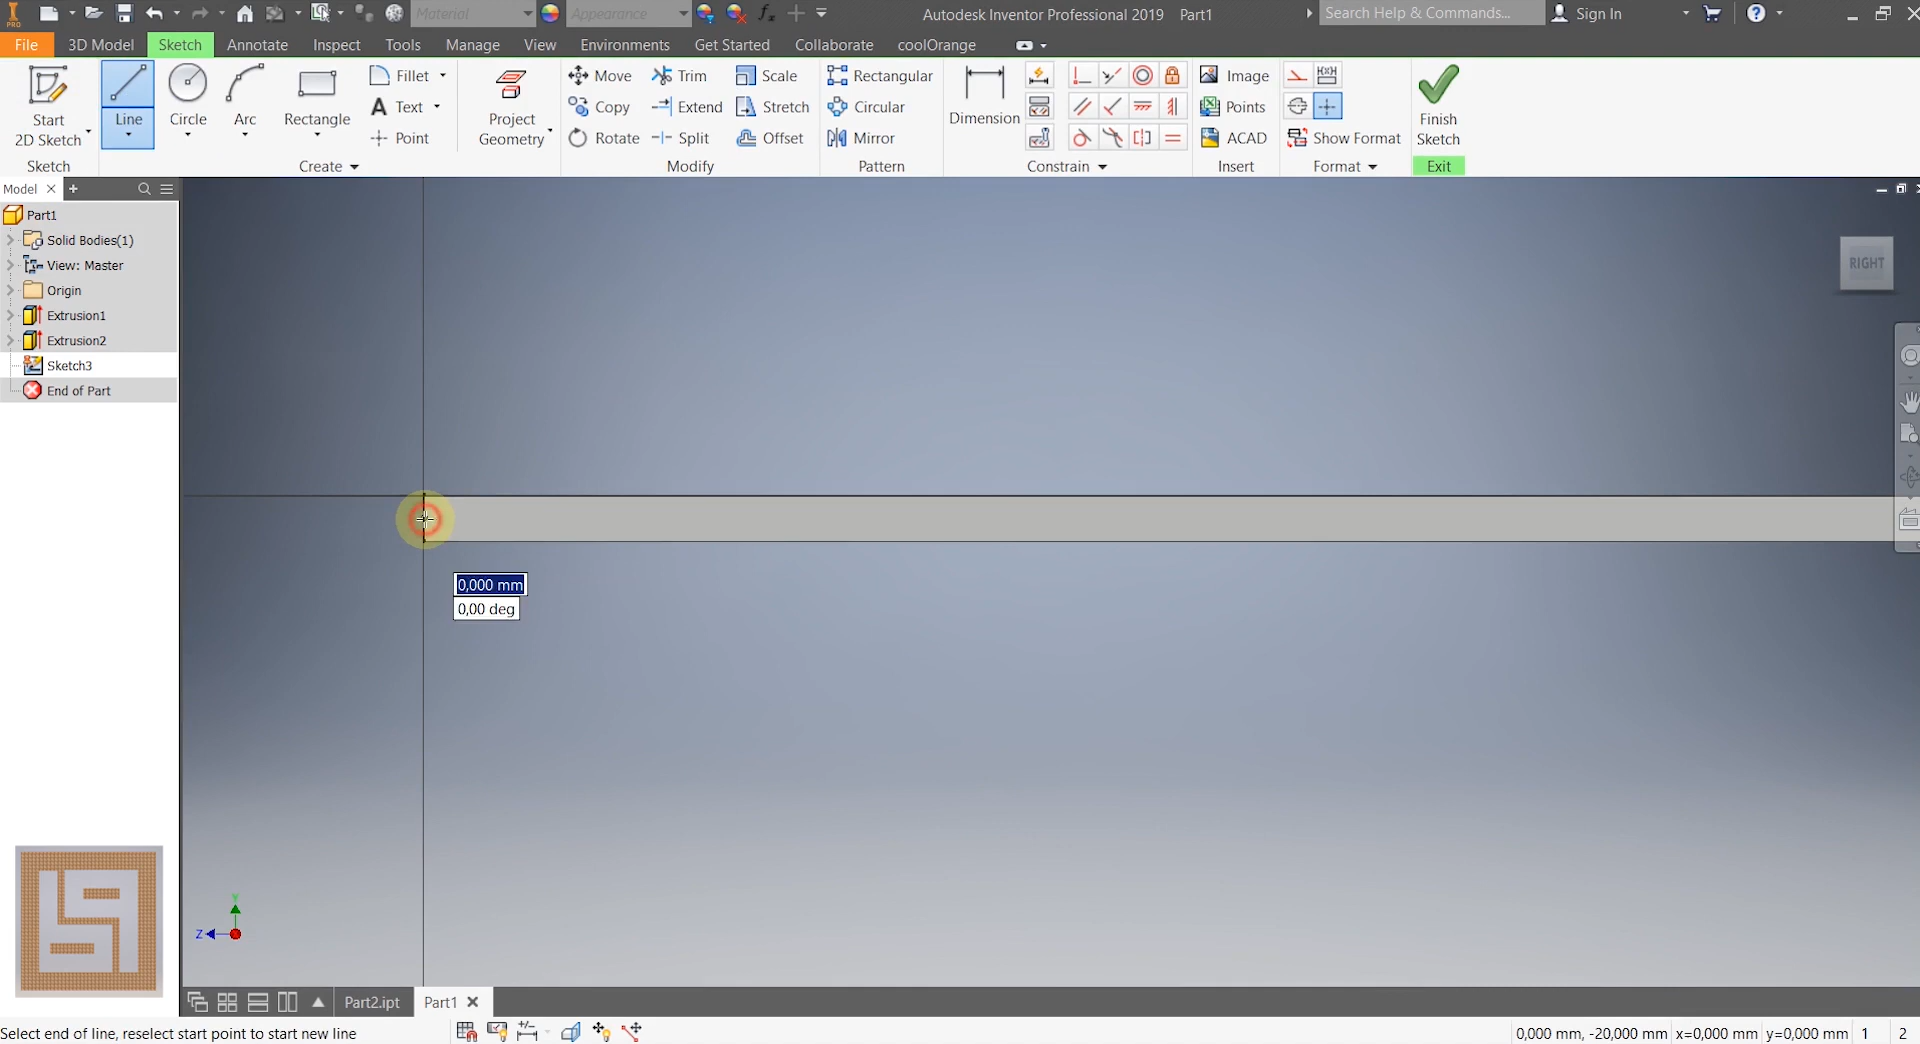 PRO
Material
Appearance
Autodesk Inventor Professional 2019 Part1
Search Help & Commands...
Sign In
File
3D Model
Sketch
Annotate
Inspect
Tools
Manage
View
Environments
Get Started
Collaborate
coolOrange
Start
2D Sketch
Line
Circle
Arc
Rectangle
Fillet
Text
Point
Project
Geometry
Move
Copy
Rotate
Trim
Extend
Split
Scale
Stretch
Offset
Rectangular
Circular
Mirror
Dimension
Image
Points
ACAD
Show Format
Finish
Sketch
Sketch
Create
Modify
Pattern
Constrain
Insert
Format
Exit
Model
Part1
Solid Bodies(1)
View: Master
Origin
Extrusion1
Extrusion2
Sketch3
End of Part
RIGHT
0,000 mm
0,00 deg
Y
Z
Part2.ipt
Part1
Select end of line, reselect start point to start new line
0,000 mm, -20,000 mm x=0,000 mm y=0,000 mm 1 2